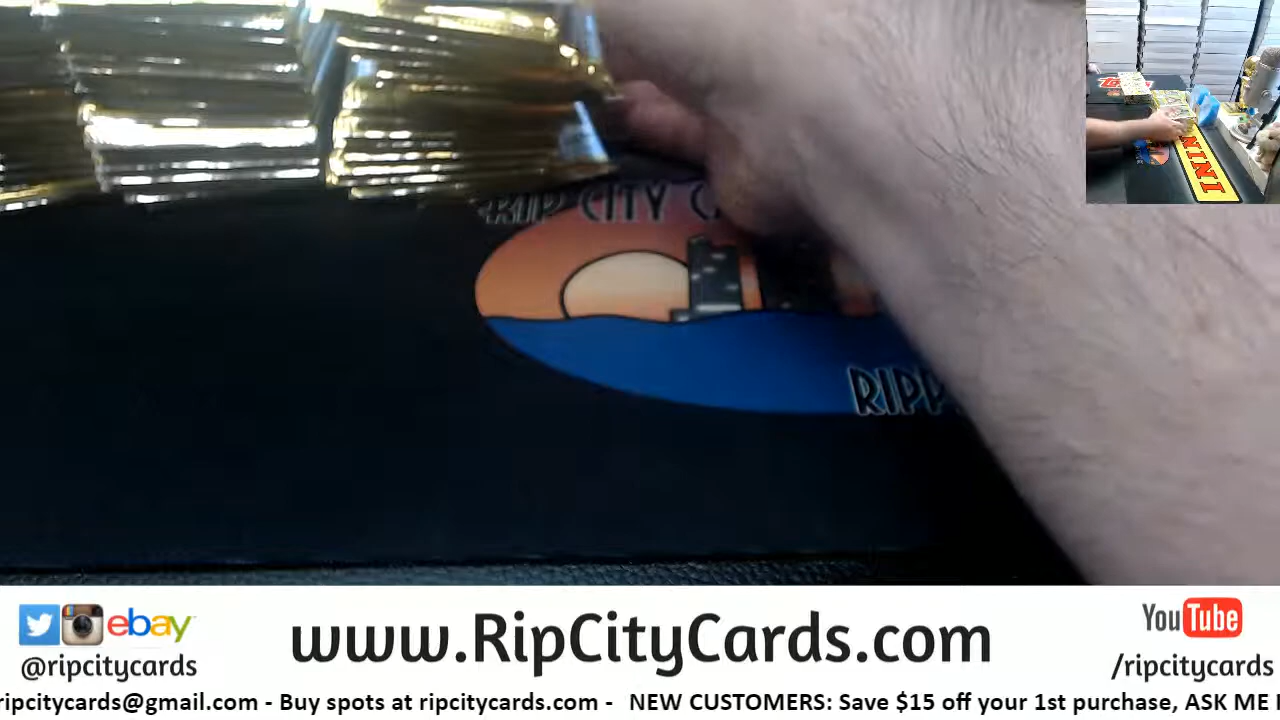 RIP CITY
RIPP
ININ
ebay
www.RipCityCards.com
You Tube
@ripcitycards
/ripcitycards
ripcitycards@gmail.com - Buy spots at ripcitycards.com - NEW CUSTOMERS: Save $15 off your 1st purchase, ASK ME